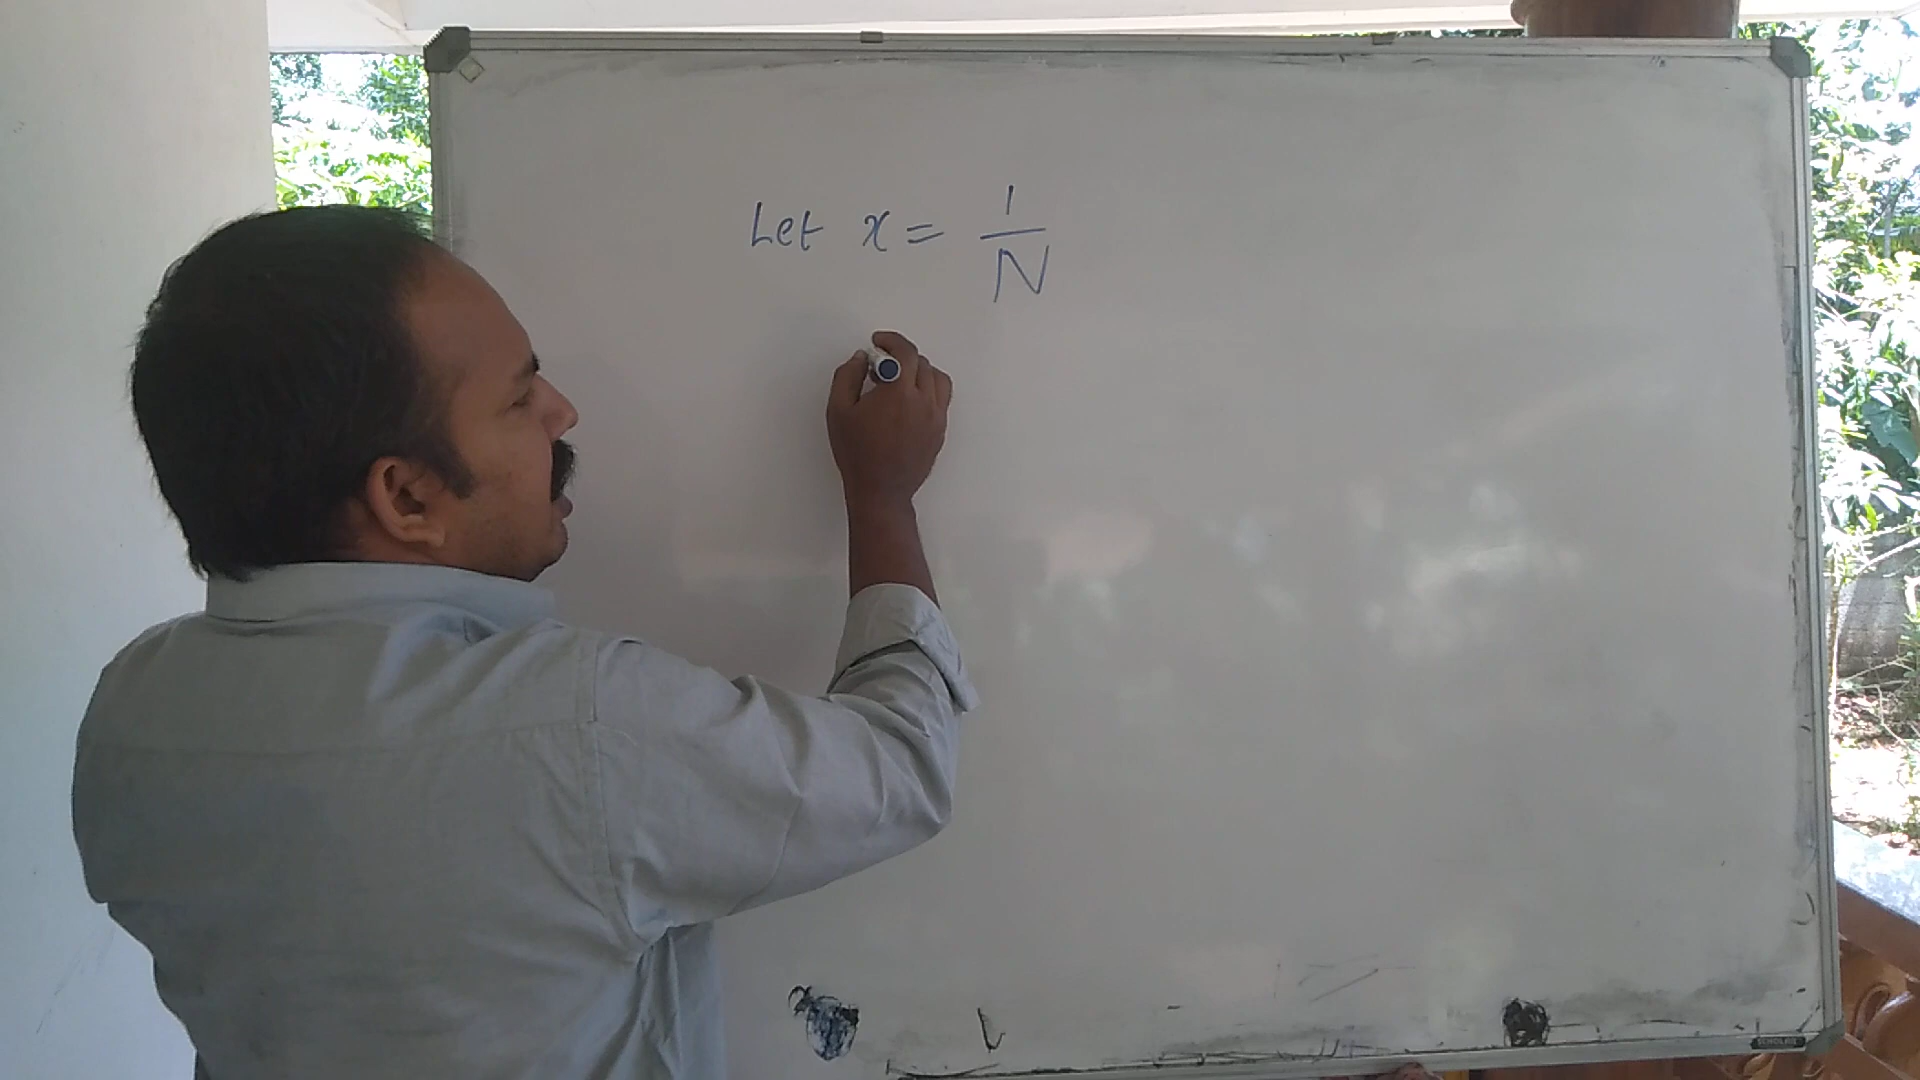 Let x = 1/N